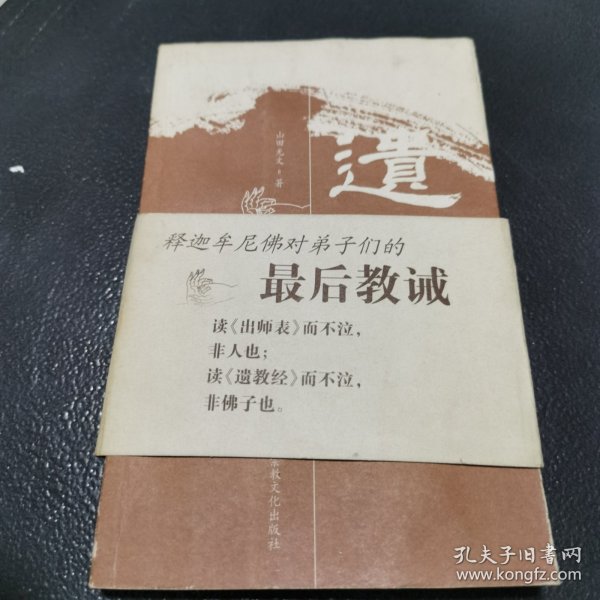 遺
山田光文 著
释迦牟尼佛对弟子们的
最后教诫
读《出师表》而不泣，
非人也；
读《遗教经》而不泣，
非佛子也。
宗教文化出版社
孔夫子旧书网
www.kongfz.com